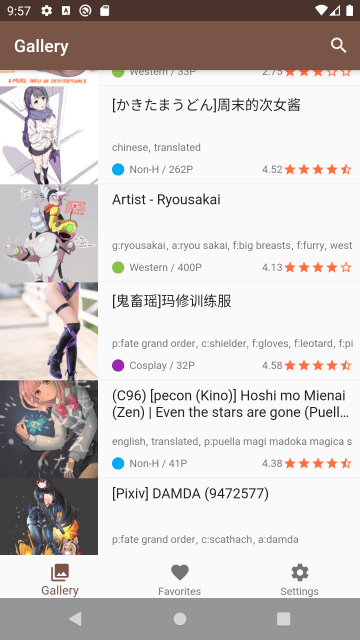 9:57
Gallery
Western / 33P
2.75
[かきたまうどん]周末的次女酱
chinese, translated
Non-H / 262P
4.52
Artist - Ryousakai
g:ryousakai, a:ryou sakai, f:big breasts, f:furry, west
Western / 400P
4.13
[鬼畜瑶]玛修训练服
p:fate grand order, c:shielder, f:gloves, f:leotard, f:pi
Cosplay / 32P
4.58
(C96) [pecon (Kino)] Hoshi mo Mienai
(Zen) | Even the stars are gone (Puell...
english, translated, p:puella magi madoka magica s
Non-H / 41P
4.38
[Pixiv] DAMDA (9472577)
p:fate grand order, c:scathach, a:damda
Gallery
Favorites
Settings